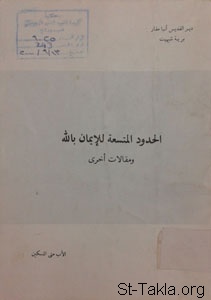 دير القديس أنبا مقار
برية شيهيت
الحدود المتسعة للإيمان بالله
ومقالات أخرى
الأب متى المسكين
St-Takla.org